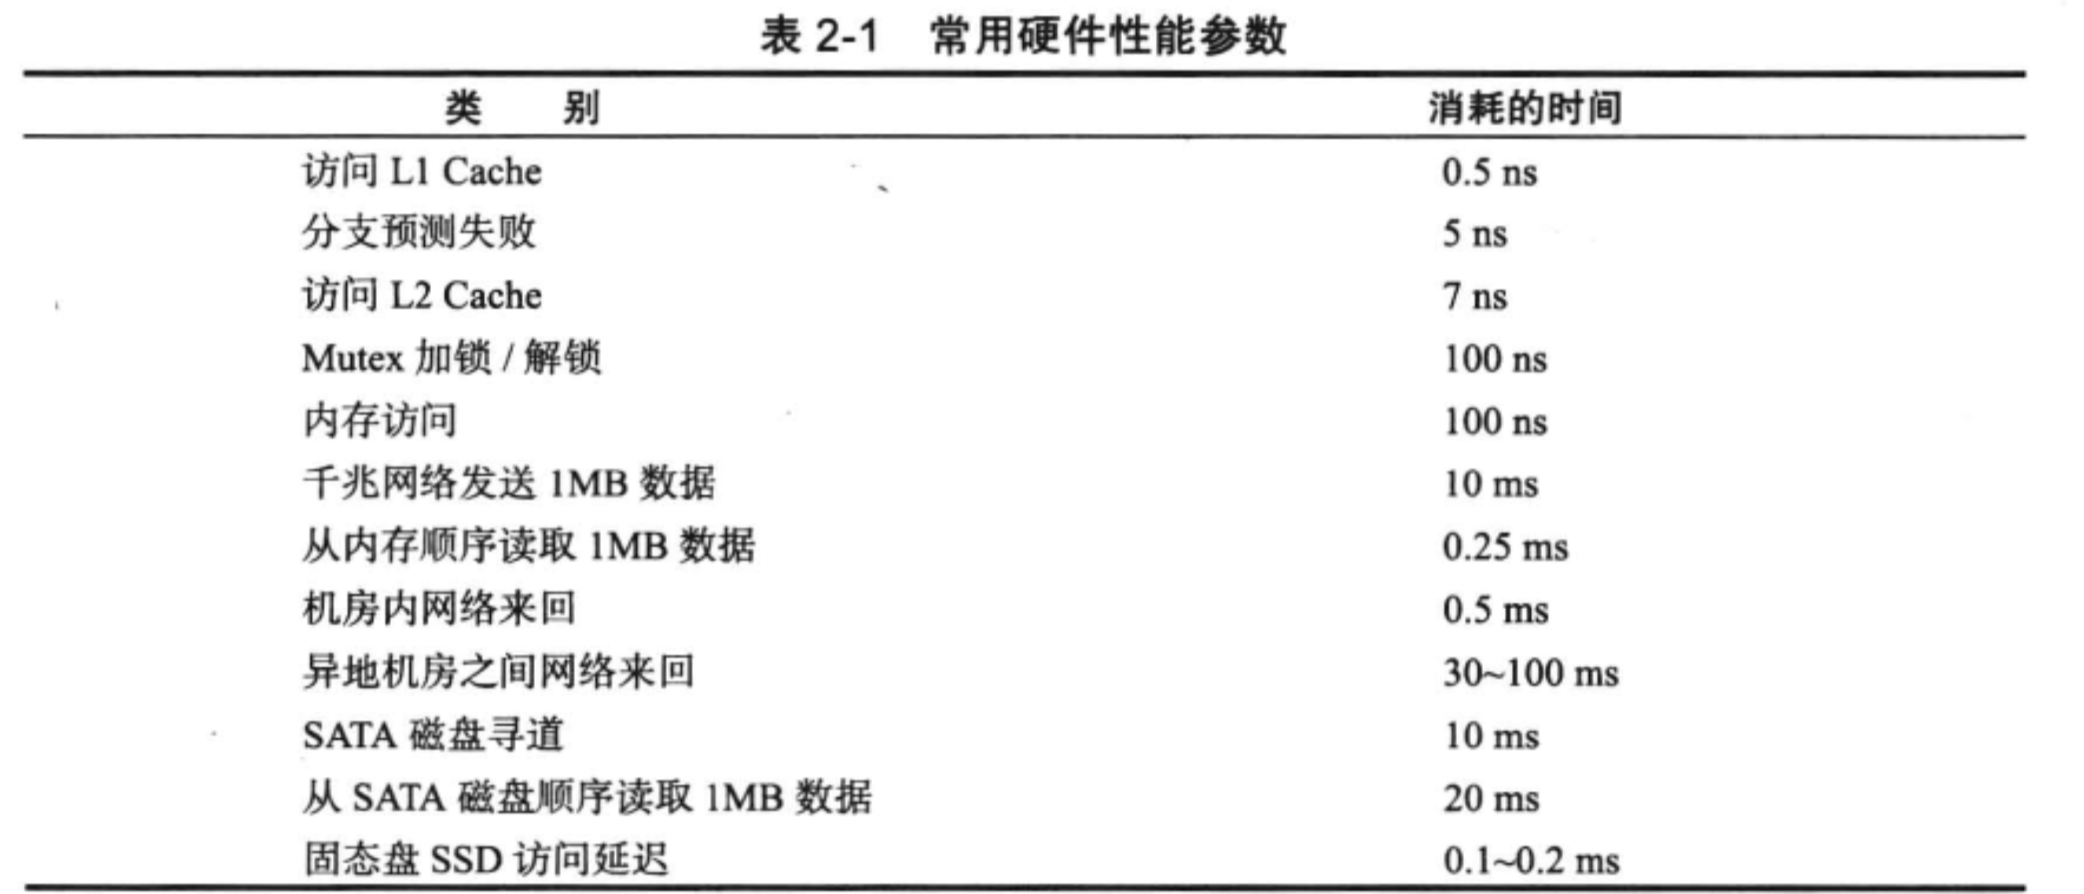 表 2-1 常用硬件性能参数
类 别 消耗的时间
访问 L1 Cache 0.5 ns
分支预测失败 5 ns
访问 L2 Cache 7 ns
Mutex 加锁 / 解锁 100 ns
内存访问 100 ns
千兆网络发送 1MB 数据 10 ms
从内存顺序读取 1MB 数据 0.25 ms
机房内网络来回 0.5 ms
异地机房之间网络来回 30~100 ms
SATA 磁盘寻道 10 ms
从 SATA 磁盘顺序读取 1MB 数据 20 ms
固态盘 SSD 访问延迟 0.1~0.2 ms